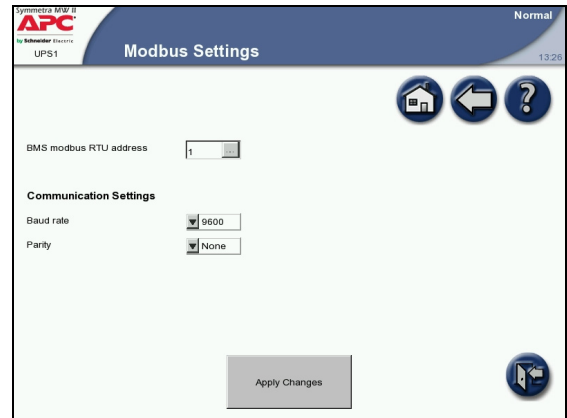 Symmetra MW II
Normal
APC
by Schneider Electric
UPS1
Modbus Settings
13:26
?
BMS modbus RTU address
1
...
Communication Settings
Baud rate
9600
Parity
None
Apply Changes